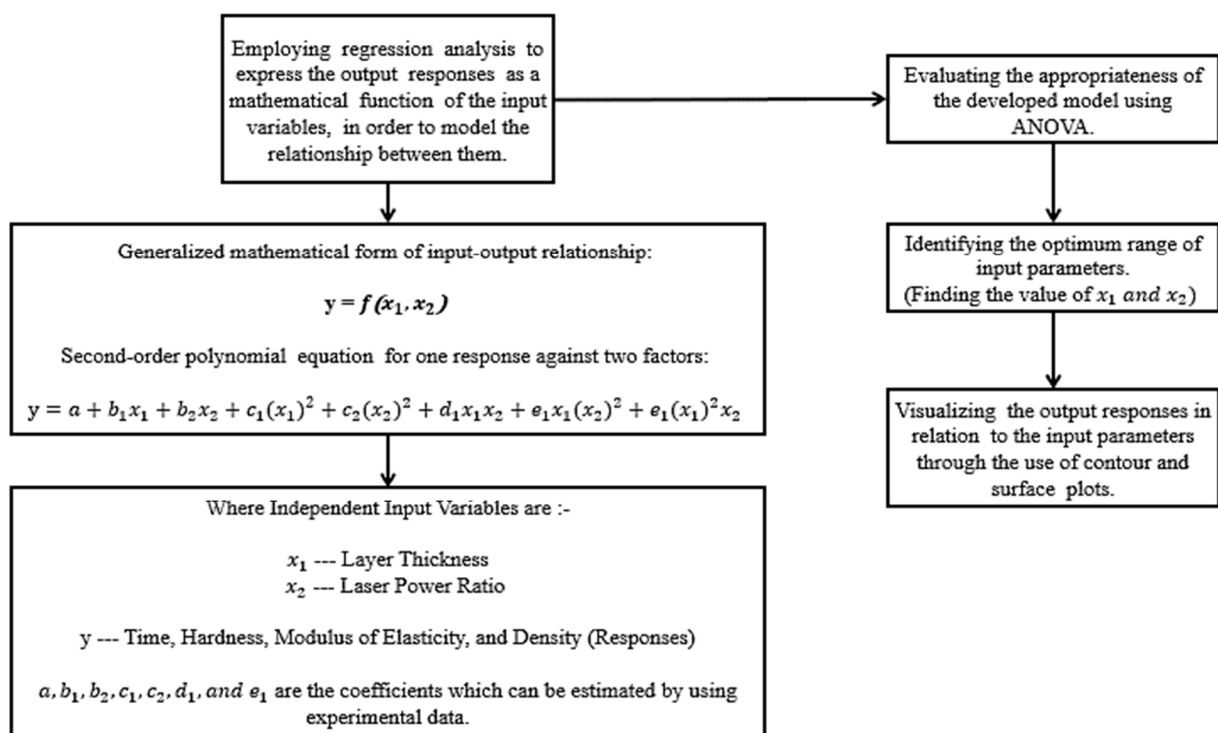 Employing regression analysis to
express the output responses as a
mathematical function of the input
variables, in order to model the
relationship between them.
Generalized mathematical form of input-output relationship:
y = f(x₁, x₂)
Second-order polynomial equation for one response against two factors:
y = a + b₁x₁ + b₂x₂ + c₁(x₁)² + c₂(x₂)² + d₁x₁x₂ + e₁x₁(x₂)² + e₁(x₁)²x₂
Where Independent Input Variables are :-
x₁ --- Layer Thickness
x₂ --- Laser Power Ratio
y --- Time, Hardness, Modulus of Elasticity, and Density (Responses)
a, b₁, b₂, c₁, c₂, d₁, and e₁ are the coefficients which can be estimated by using
experimental data.
Evaluating the appropriateness of
the developed model using
ANOVA.
Identifying the optimum range of
input parameters.
(Finding the value of x₁ and x₂)
Visualizing the output responses in
relation to the input parameters
through the use of contour and
surface plots.